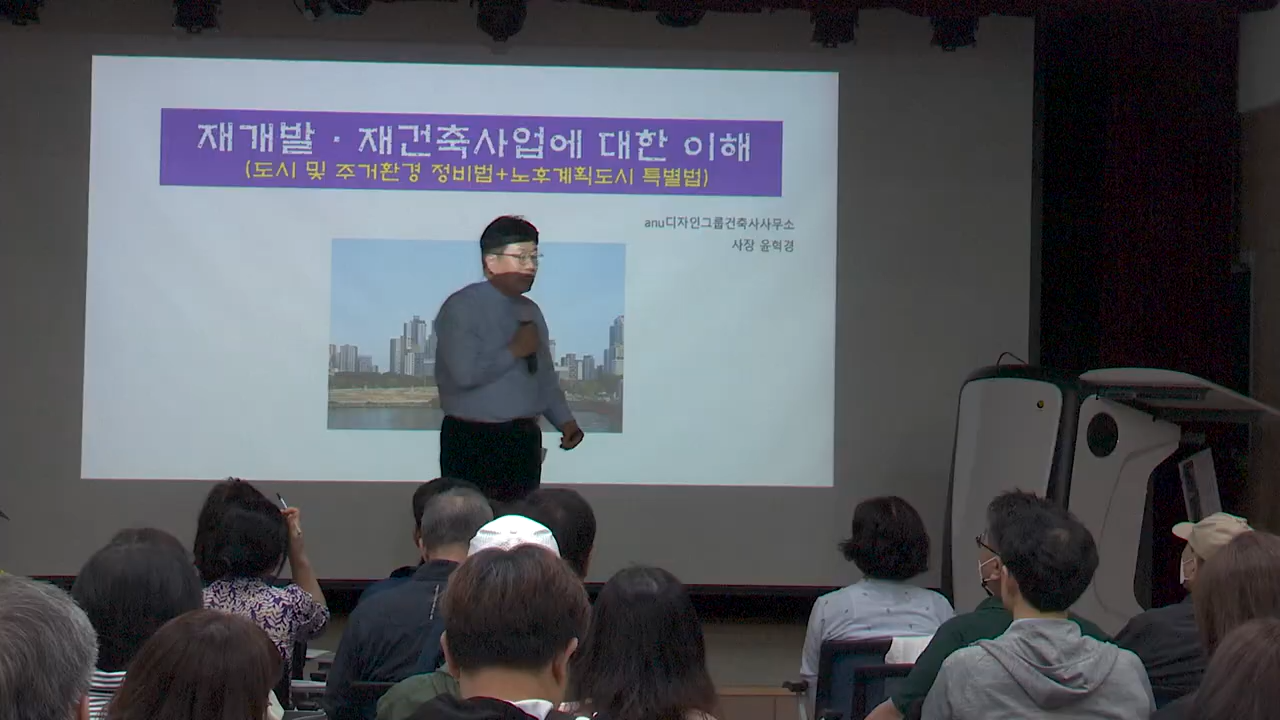 재개발 · 재건축사업에 대한 이해
(도시 및 주거환경 정비법+노후계획도시 특별법)
anu디자인그룹건축사사무소
사장 윤혁경